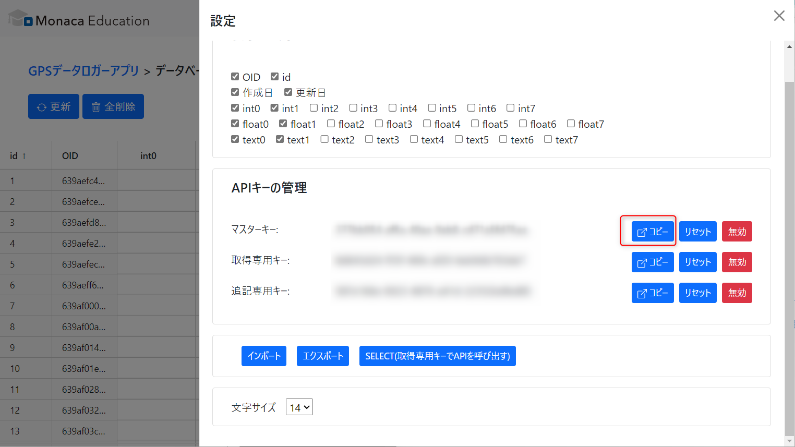 Monaca Education
設定
GPSデータロガーアプリ > データベ
更新 全削除
id OID int0
1 639aefc4...
2 639aefce...
3 639aefd8...
4 639aefe2...
5 639aefec...
6 639aeff6...
7 639af000...
8 639af00a...
9 639af014...
10 639af01e...
11 639af028...
12 639af032...
13 639af03c...
OID id
作成日 更新日
int0 int1 int2 int3 int4 int5 int6 int7
float0 float1 float2 float3 float4 float5 float6 float7
text0 text1 text2 text3 text4 text5 text6 text7
APIキーの管理
マスターキー: コピー リセット 無効
取得専用キー: コピー リセット 無効
追記専用キー: コピー リセット 無効
インポート エクスポート SELECT(取得専用キーでAPIを呼び出す)
文字サイズ 14